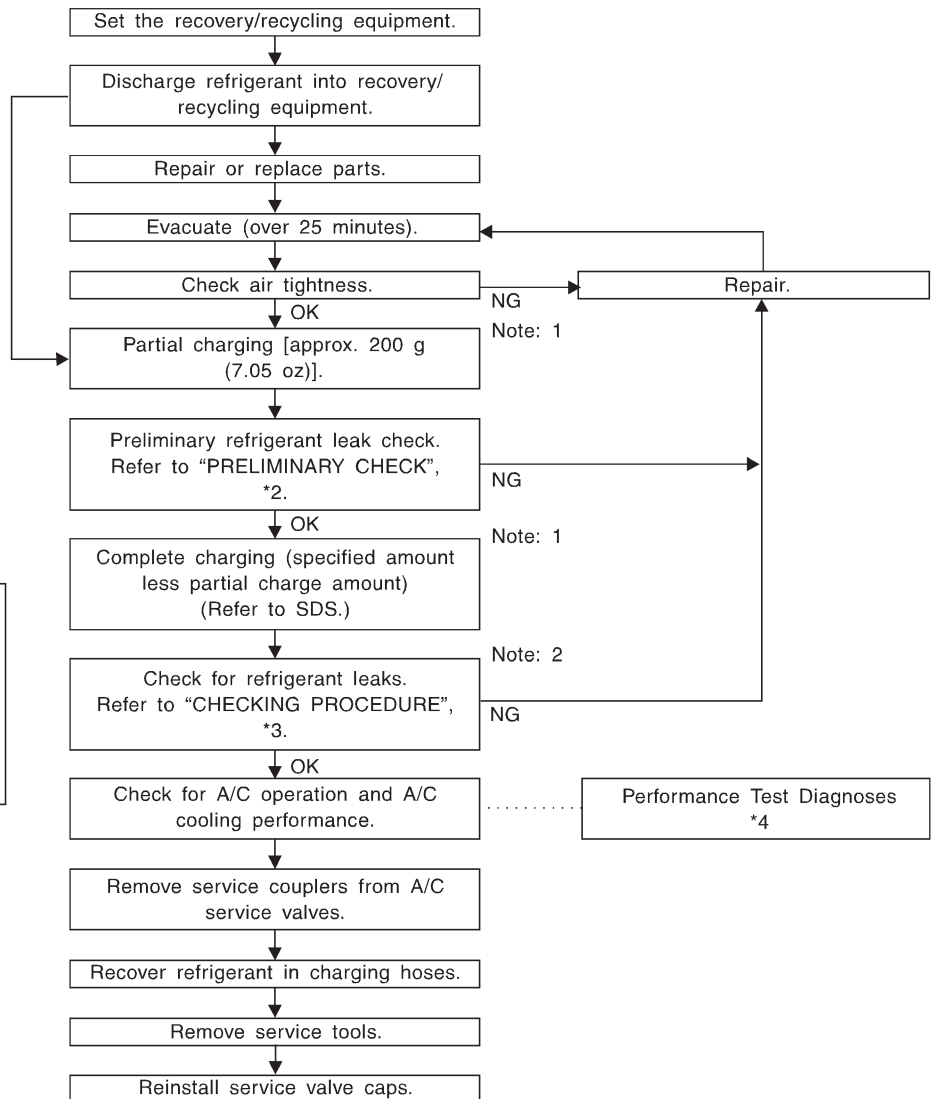 Set the recovery/recycling equipment.
Discharge refrigerant into recovery/
recycling equipment.
Repair or replace parts.
Evacuate (over 25 minutes).
Check air tightness.
NG
Repair.
OK
Note: 1
Partial charging [approx. 200 g
(7.05 oz)].
Preliminary refrigerant leak check.
Refer to “PRELIMINARY CHECK”,
*2.
NG
OK
Note: 1
Complete charging (specified amount
less partial charge amount)
(Refer to SDS.)
Note: 2
Check for refrigerant leaks.
Refer to “CHECKING PROCEDURE”,
*3.
NG
OK
Check for A/C operation and A/C
cooling performance.
Performance Test Diagnoses
*4
Remove service couplers from A/C
service valves.
Recover refrigerant in charging hoses.
Remove service tools.
Reinstall service valve caps.